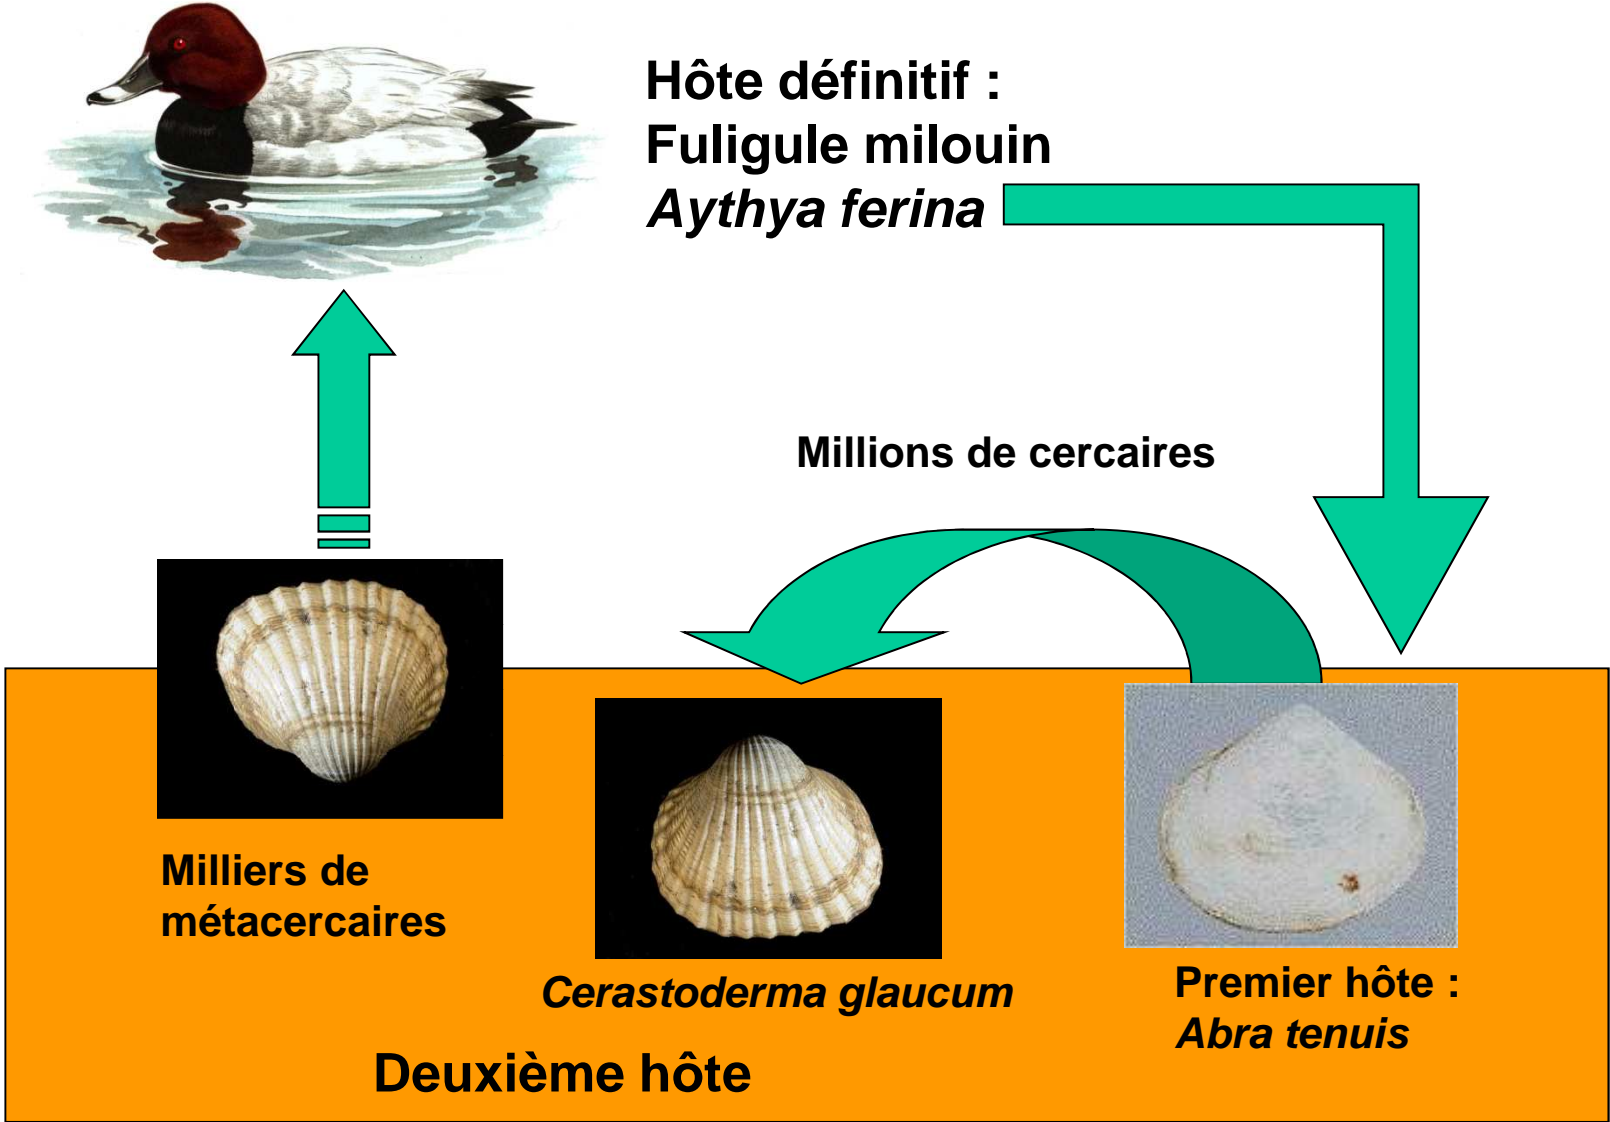 Hôte définitif :
Fuligule milouin
Aythya ferina
Millions de cercaires
Milliers de
métacercaires
Cerastoderma glaucum
Premier hôte :
Abra tenuis
Deuxième hôte